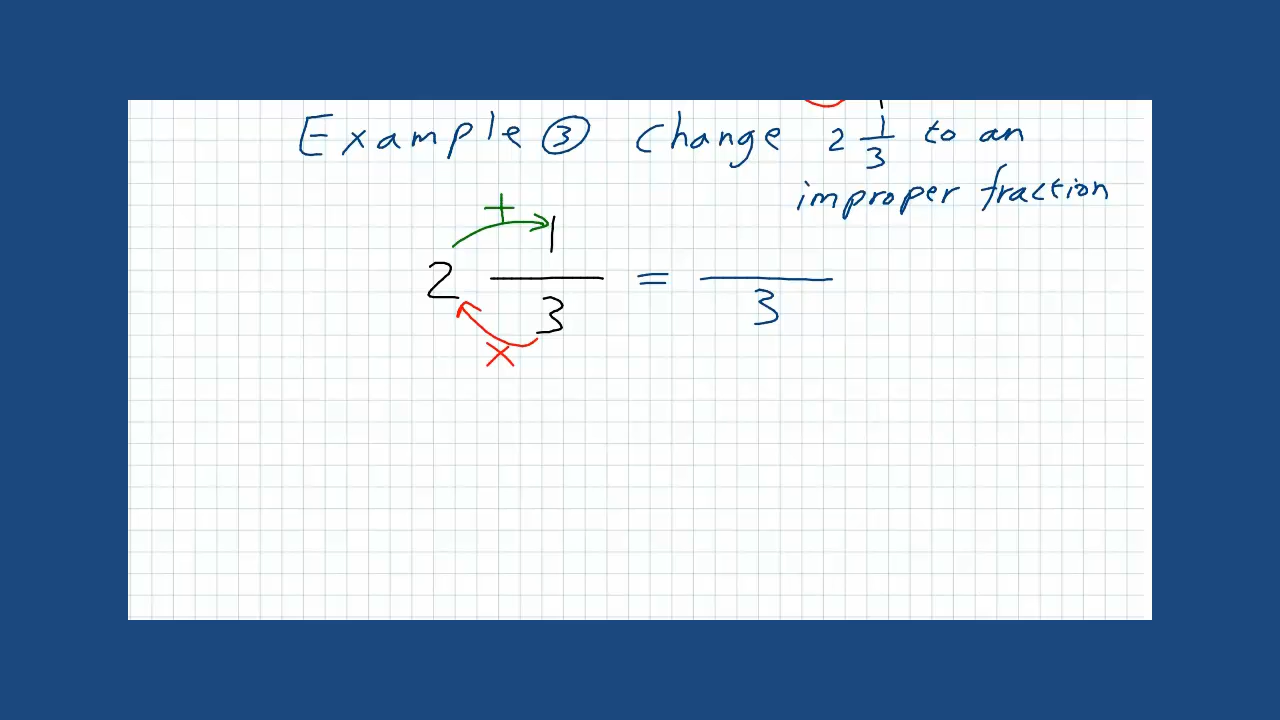 Example ③ Change 2 1/3 to an
improper fraction
+
2 1/3 = /3
×